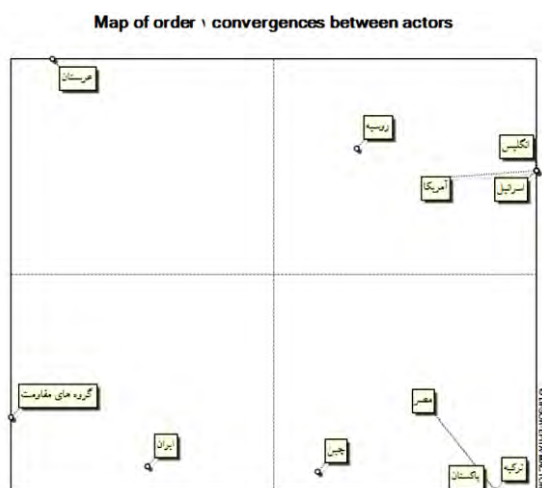 Map of order ۱ convergences between actors
عربستان
روسیه
انگلیس
آمریکا
اسرائیل
گروه های مقاومت
مصر
ایران
چین
ترکیه
پاکستان